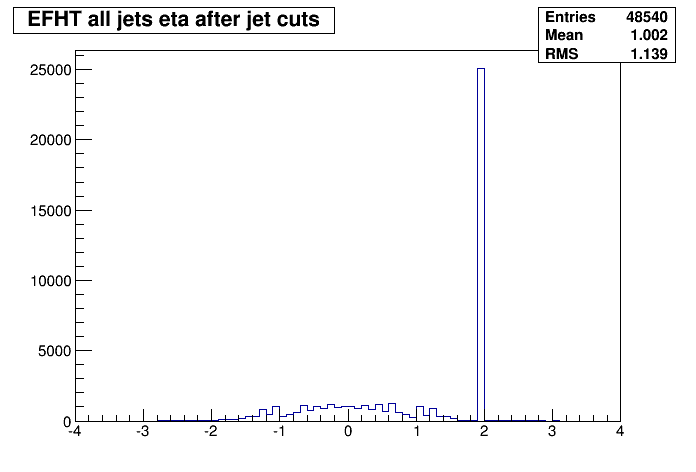 EFHT all jets eta after jet cuts
Entries 48540
Mean 1.002
RMS 1.139
25000
20000
15000
10000
5000
0
-4 -3 -2 -1 0 1 2 3 4